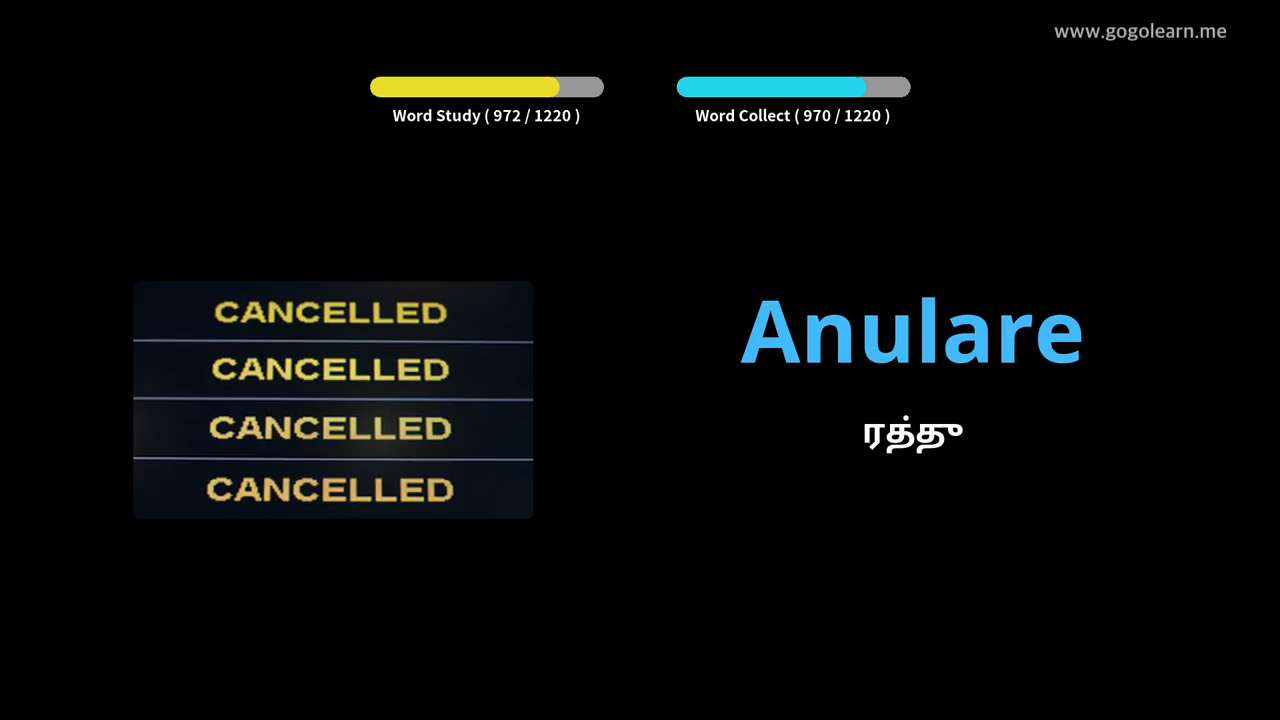 www.gogolearn.me
Word Study ( 972 / 1220 )
Word Collect ( 970 / 1220 )
CANCELLED
CANCELLED
CANCELLED
CANCELLED
Anulare
ரத்து